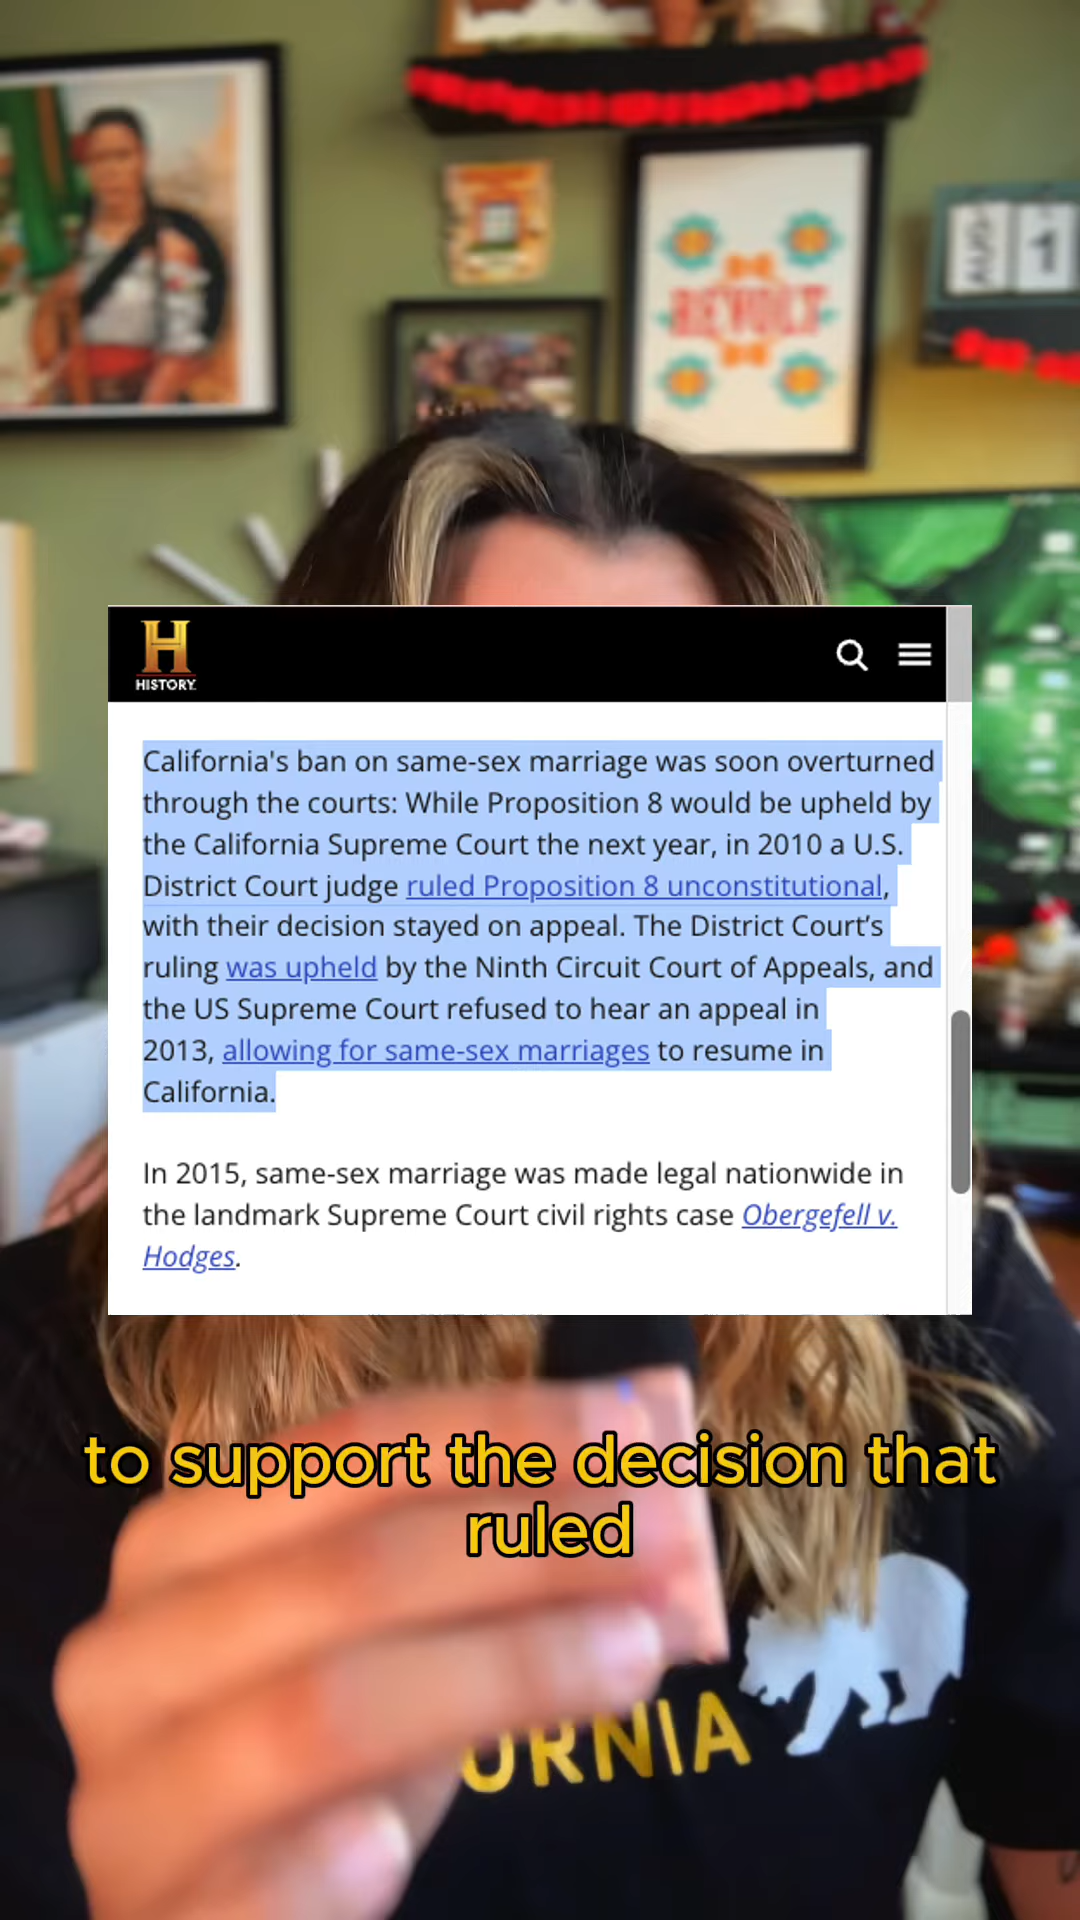 REVOLT
AUG
HISTORY
California's ban on same-sex marriage was soon overturned
through the courts: While Proposition 8 would be upheld by
the California Supreme Court the next year, in 2010 a U.S.
District Court judge ruled Proposition 8 unconstitutional,
with their decision stayed on appeal. The District Court’s
ruling was upheld by the Ninth Circuit Court of Appeals, and
the US Supreme Court refused to hear an appeal in
2013, allowing for same-sex marriages to resume in
California.
In 2015, same-sex marriage was made legal nationwide in
the landmark Supreme Court civil rights case Obergefell v.
Hodges.
to support the decision that
ruled
ORNIA